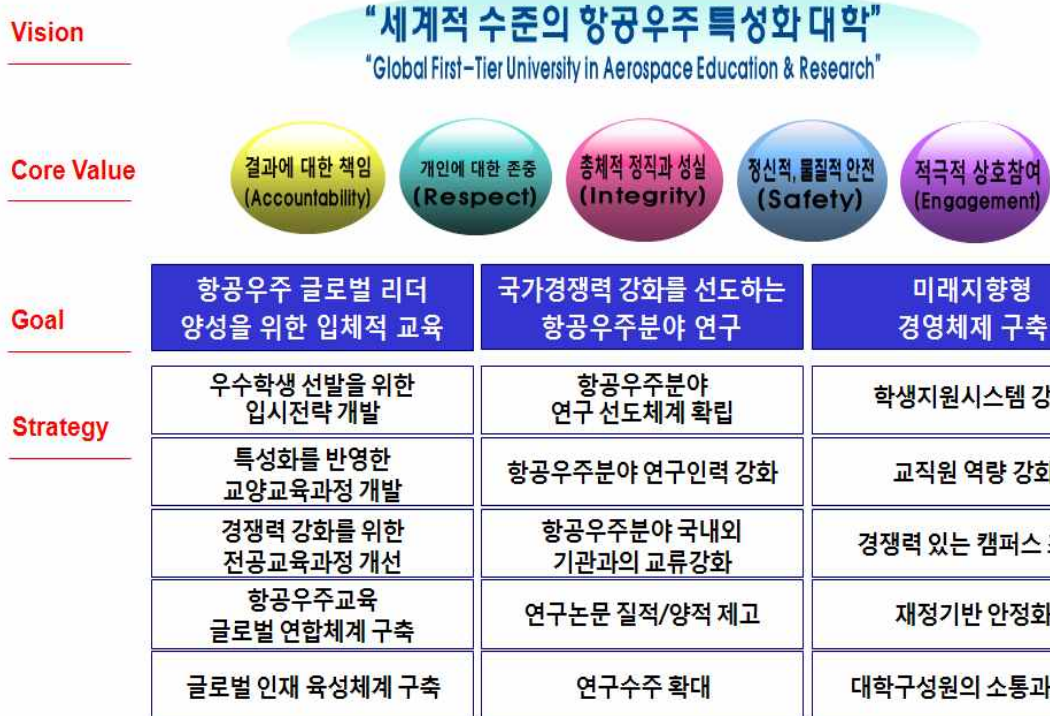 Vision
“세계적 수준의 항공우주 특성화 대학”
“Global First-Tier University in Aerospace Education & Research”
Core Value
결과에 대한 책임
(Accountability)
개인에 대한 존중
(Respect)
총체적 정직과 성실
(Integrity)
정신적, 물질적 안전
(Safety)
적극적 상호참여
(Engagement)
Goal
항공우주 글로벌 리더
양성을 위한 입체적 교육
국가경쟁력 강화를 선도하는
항공우주분야 연구
미래지향형
경영체제 구축
Strategy
우수학생 선발을 위한
입시전략 개발
항공우주분야
연구 선도체계 확립
학생지원시스템
특성화를 반영한
교양교육과정 개발
항공우주분야 연구인력 강화
교직원 역량 강화
경쟁력 강화를 위한
전공교육과정 개선
항공우주분야 국내외
기관과의 교류강화
경쟁력 있는 캠퍼스
항공우주교육
글로벌 연합체계 구축
연구논문 질적/양적 제고
재정기반 안정화
글로벌 인재 육성체계 구축
연구수주 확대
대학구성원의 소통과